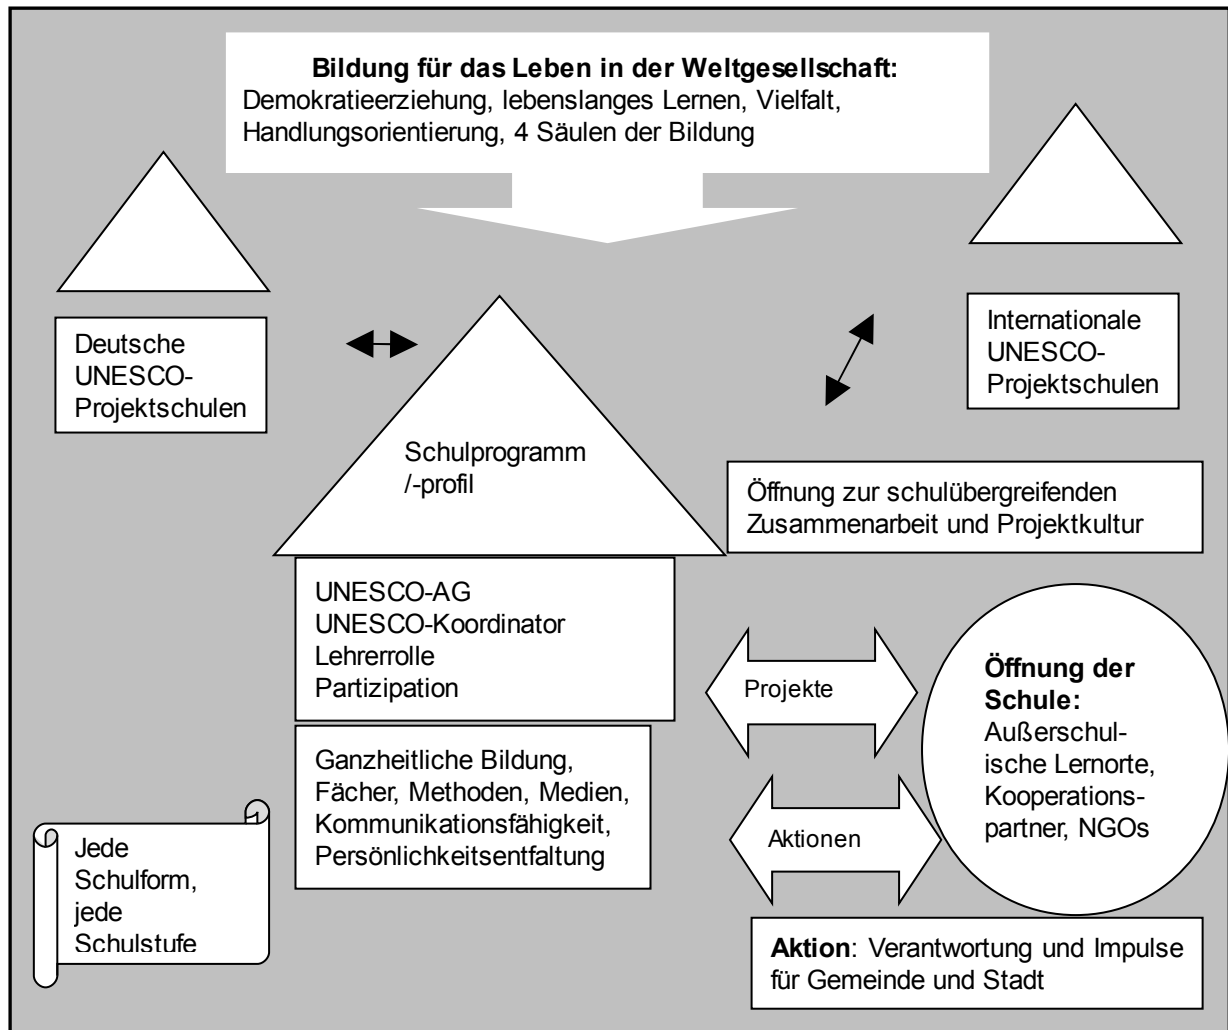 Bildung für das Leben in der Weltgesellschaft:
Demokratieerziehung, lebenslanges Lernen, Vielfalt,
Handlungsorientierung, 4 Säulen der Bildung
Deutsche
UNESCO-
Projektschulen
Internationale
UNESCO-
Projektschulen
Schulprogramm
/-profil
Öffnung zur schulübergreifenden
Zusammenarbeit und Projektkultur
UNESCO-AG
UNESCO-Koordinator
Lehrerrolle
Partizipation
Projekte
Öffnung der
Schule:
Außerschul-
ische Lernorte,
Kooperations-
partner, NGOs
Ganzheitliche Bildung,
Fächer, Methoden, Medien,
Kommunikationsfähigkeit,
Persönlichkeitsentfaltung
Aktionen
Jede
Schulform,
jede
Schulstufe
Aktion: Verantwortung und Impulse
für Gemeinde und Stadt